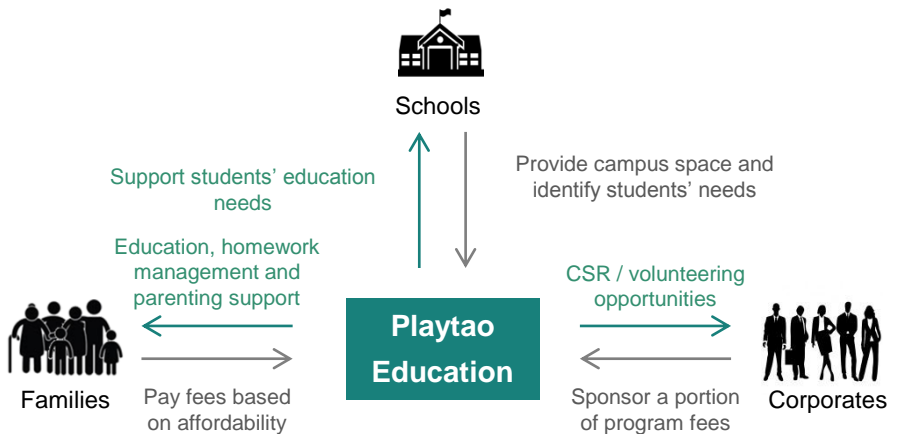 Schools
Support students’ education
needs
Provide campus space and
identify students’ needs
Education, homework
management and
parenting support
CSR / volunteering
opportunities
Playtao
Education
Families
Pay fees based
on affordability
Sponsor a portion
of program fees
Corporates